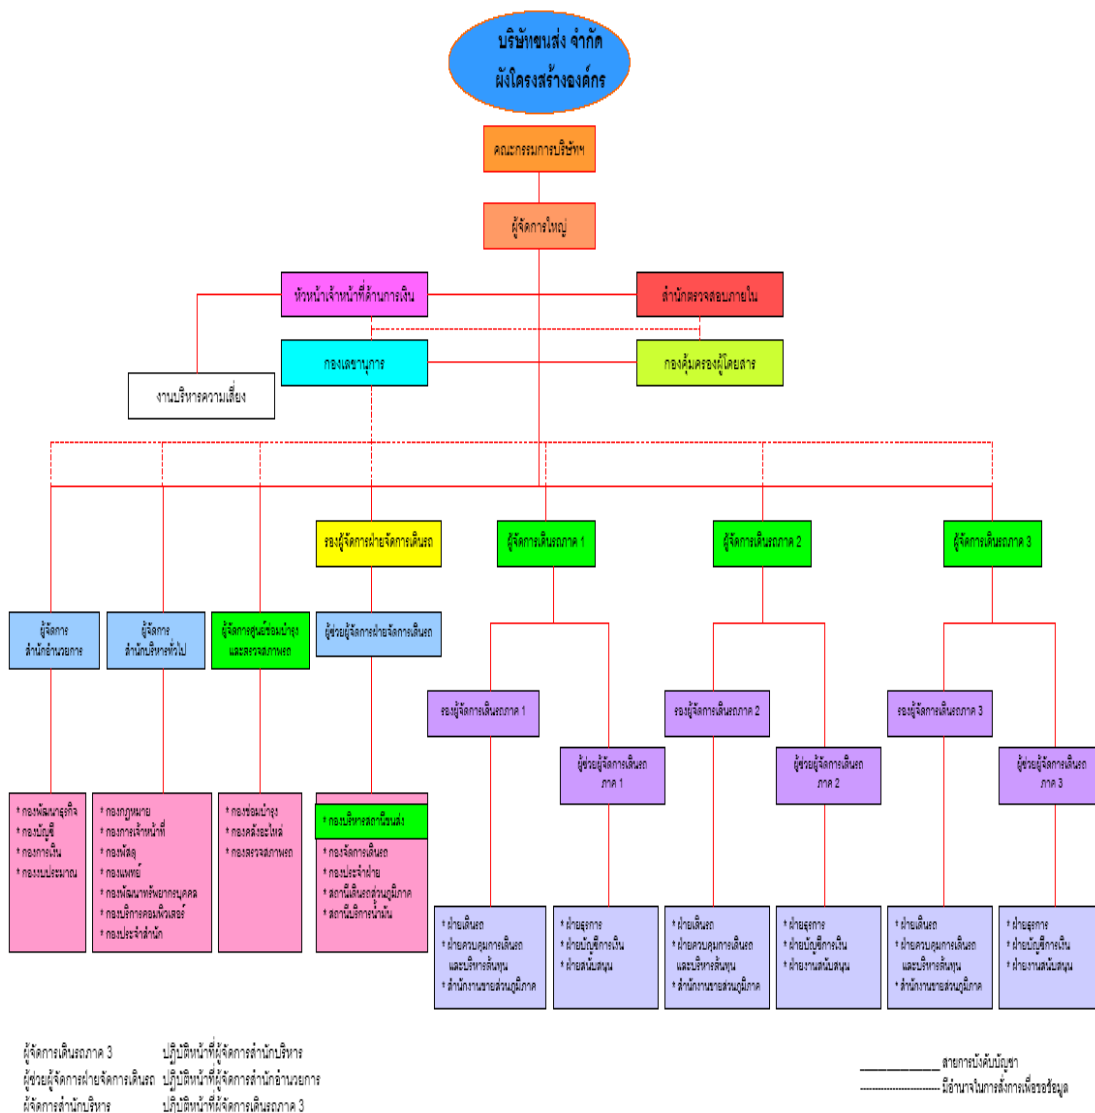 บริษัทขนส่ง จำกัด
ผังโครงสร้างองค์กร
คณะกรรมการบริษัทฯ
ผู้จัดการใหญ่
หัวหน้าเจ้าหน้าที่ด้านการเงิน
สำนักตรวจสอบภายใน
กองเลขานุการ
กองคุ้มครองผู้โดยสาร
งานบริหารความเสี่ยง
รองผู้จัดการฝ่ายจัดการเดินรถ
ผู้จัดการเดินรถภาค 1
ผู้จัดการเดินรถภาค 2
ผู้จัดการเดินรถภาค 3
ผู้จัดการ
สำนักอำนวยการ
ผู้จัดการ
สำนักบริหารทั่วไป
ผู้จัดการศูนย์ซ่อมบำรุง
และตรวจสภาพรถ
ผู้ช่วยผู้จัดการฝ่ายจัดการเดินรถ
รองผู้จัดการเดินรถภาค 1
รองผู้จัดการเดินรถภาค 2
รองผู้จัดการเดินรถภาค 3
ผู้ช่วยผู้จัดการเดินรถ
ภาค 1
ผู้ช่วยผู้จัดการเดินรถ
ภาค 2
ผู้ช่วยผู้จัดการเดินรถ
ภาค 3
* กองพัฒนาธุรกิจ
* กองบัญชี
* กองการเงิน
* กองงบประมาณ
* กองกฎหมาย
* กองการเจ้าหน้าที่
* กองพัสดุ
* กองแพทย์
* กองพัฒนาทรัพยากรบุคคล
* กองบริการคอมพิวเตอร์
* กองประจำสำนัก
* กองซ่อมบำรุง
* กองคลังอะไหล่
* กองตรวจสภาพรถ
* กองบริหารสถานีขนส่ง
* กองจัดการเดินรถ
* กองประจำฝ่าย
* สถานีเดินรถส่วนภูมิภาค
* สถานีบริการน้ำมัน
* ฝ่ายเดินรถ
* ฝ่ายควบคุมการเดินรถ
และบริหารต้นทุน
* สำนักงานขายส่วนภูมิภาค
* ฝ่ายธุรการ
* ฝ่ายบัญชีการเงิน
* ฝ่ายสนับสนุน
* ฝ่ายเดินรถ
* ฝ่ายควบคุมการเดินรถ
และบริหารต้นทุน
* สำนักงานขายส่วนภูมิภาค
* ฝ่ายธุรการ
* ฝ่ายบัญชีการเงิน
* ฝ่ายงานสนับสนุน
* ฝ่ายเดินรถ
* ฝ่ายควบคุมการเดินรถ
และบริหารต้นทุน
* สำนักงานขายส่วนภูมิภาค
* ฝ่ายธุรการ
* ฝ่ายบัญชีการเงิน
* ฝ่ายงานสนับสนุน
ผู้จัดการเดินรถภาค 3 ปฏิบัติหน้าที่ผู้จัดการสำนักบริหาร
ผู้ช่วยผู้จัดการฝ่ายจัดการเดินรถ ปฏิบัติหน้าที่ผู้จัดการสำนักอำนวยการ
ผู้จัดการสำนักบริหาร ปฏิบัติหน้าที่ผู้จัดการเดินรถภาค 3
สายการบังคับบัญชา
มีอำนาจในการสั่งการเพื่อขอข้อมูล